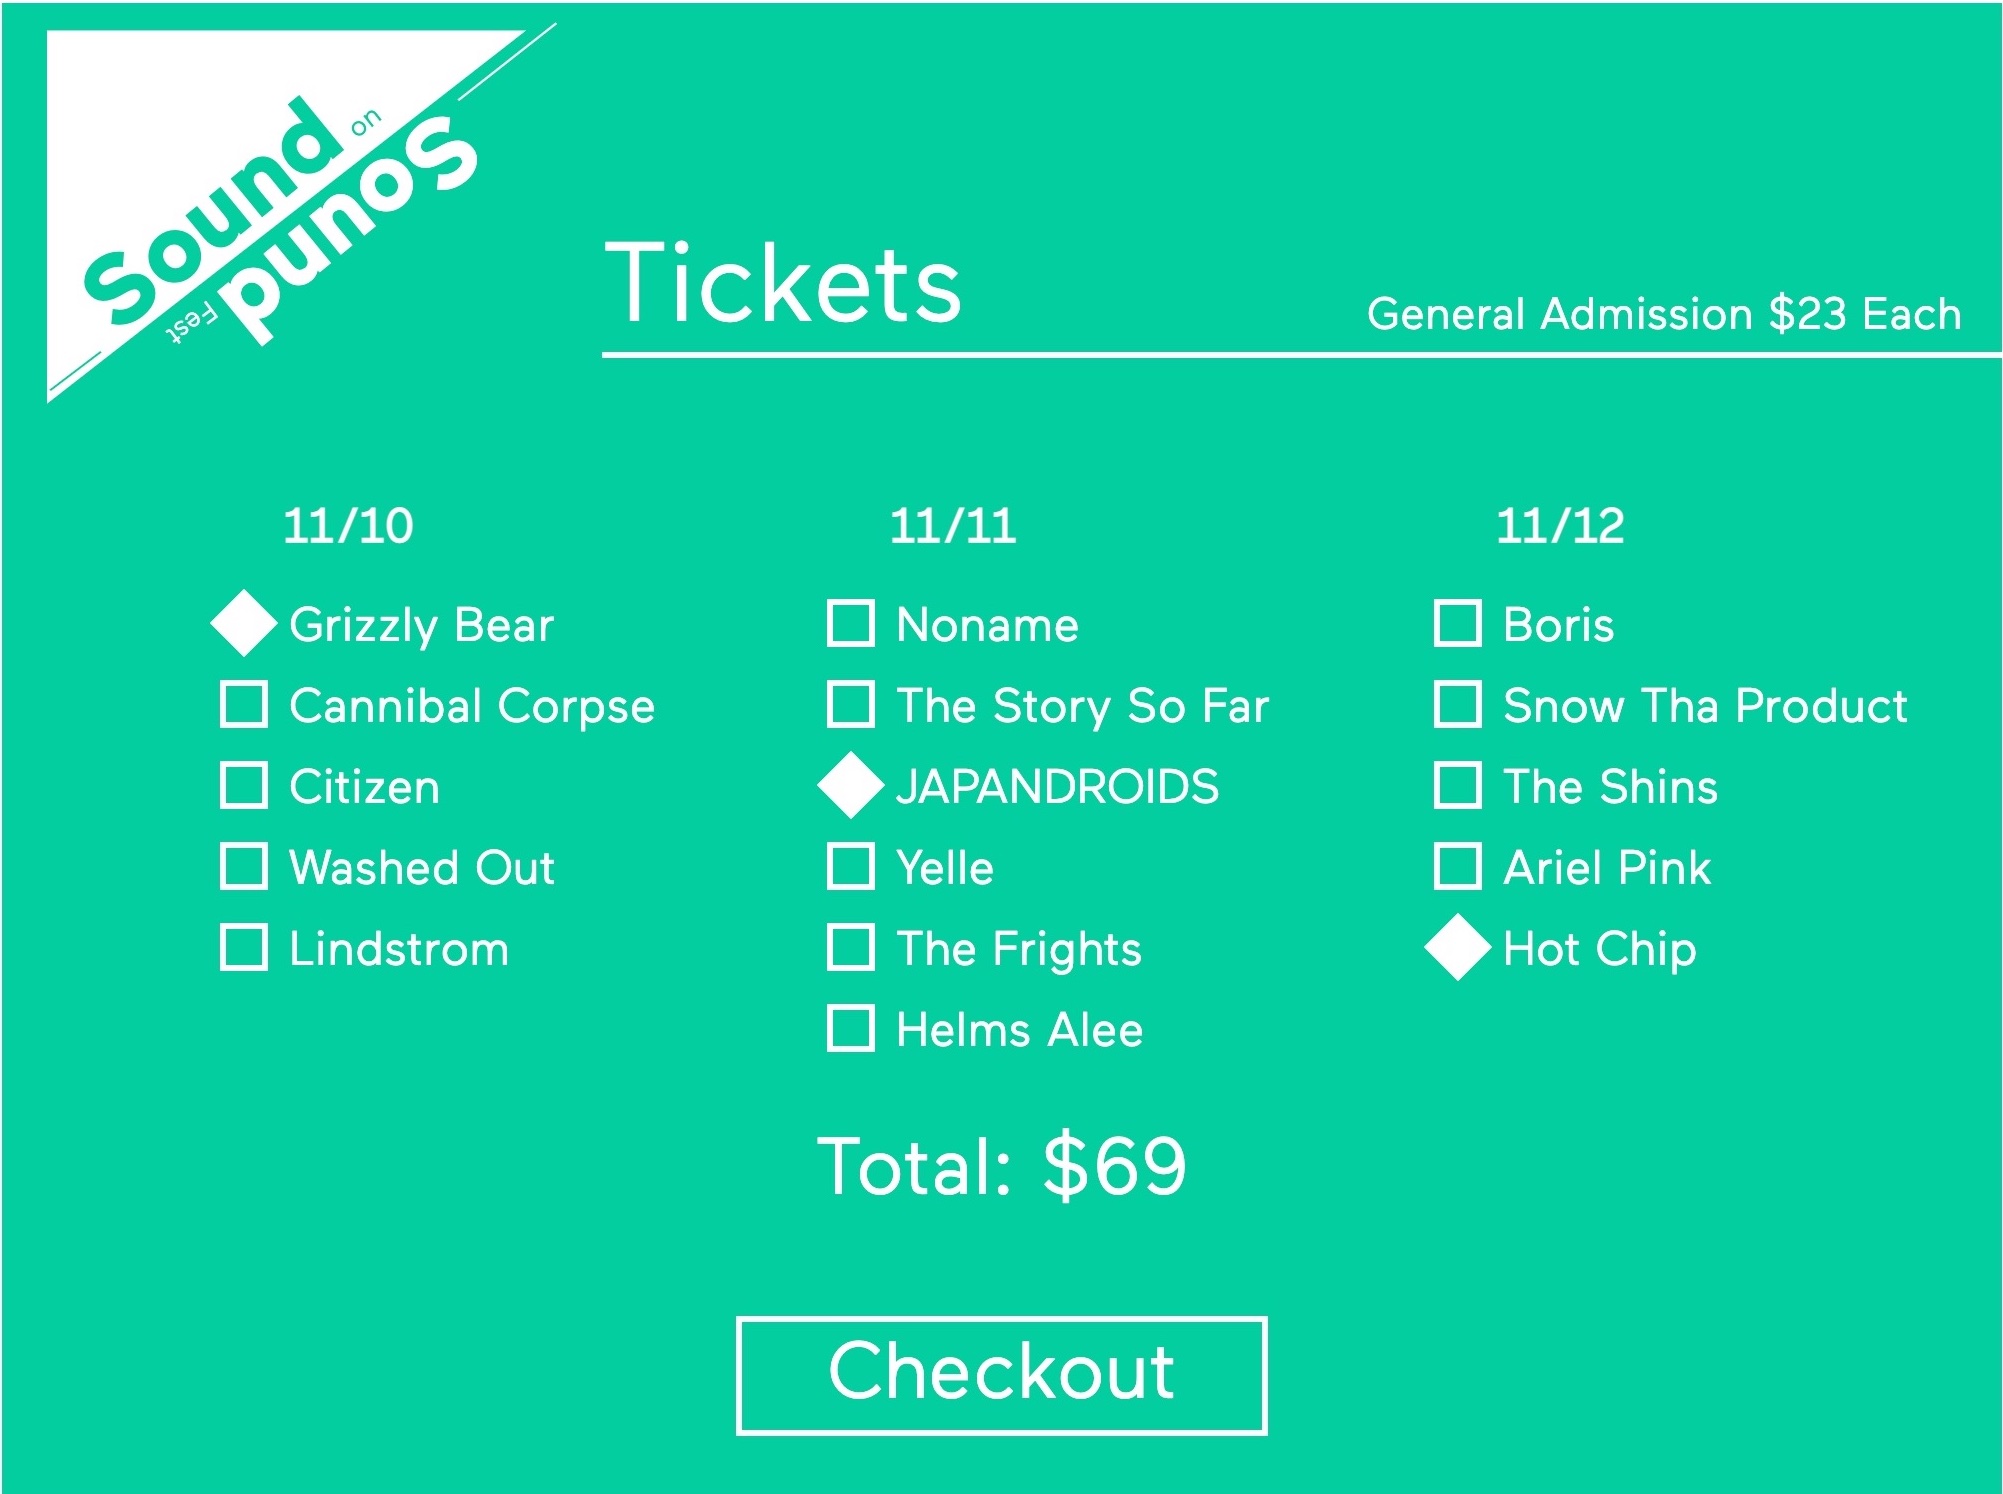 Sound on
Sound Fest
Tickets
General Admission $23 Each
11/10
Grizzly Bear
Cannibal Corpse
Citizen
Washed Out
Lindstrom
11/11
Noname
The Story So Far
JAPANDROIDS
Yelle
The Frights
Helms Alee
11/12
Boris
Snow Tha Product
The Shins
Ariel Pink
Hot Chip
Total: $69
Checkout